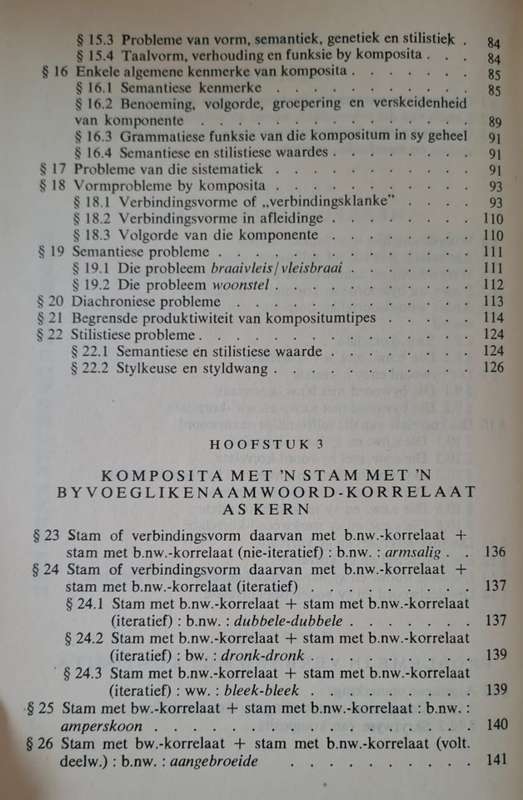 § 15.3 Probleme van vorm, semantiek, genetiek en stilistiek . 84
§ 15.4 Taalvorm, verhouding en funksie by komposita . . . 84
§ 16 Enkele algemene kenmerke van komposita . . . . . . . 85
§ 16.1 Semantiese kenmerke . . . . . . . . . . . . 85
§ 16.2 Benoeming, volgorde, groepering en verskeidenheid
van komponente . . . . . . . . . . . . . . . 89
§ 16.3 Grammatiese funksie van die kompositum in sy geheel 91
§ 16.4 Semantiese en stilistiese waardes . . . . . . . . 91
§ 17 Probleme van die sistematiek . . . . . . . . . . . 91
§ 18 Vormprobleme by komposita . . . . . . . . . . . 93
§ 18.1 Verbindingsvorme of „verbindingsklanke” . . . . 93
§ 18.2 Verbindingsvorme in afleidinge . . . . . . . . 110
§ 18.3 Volgorde van die komponente . . . . . . . . 110
§ 19 Semantiese probleme . . . . . . . . . . . . . . 111
§ 19.1 Die probleem braaivleis/vleisbraai . . . . . . . 111
§ 19.2 Die probleem woonstel . . . . . . . . . . . 112
§ 20 Diachroniese probleme . . . . . . . . . . . . . 113
§ 21 Begrensde produktiwiteit van kompositumtipes . . . . 114
§ 22 Stilistiese probleme . . . . . . . . . . . . . . . 124
§ 22.1 Semantiese en stilistiese waarde . . . . . . . . 124
§ 22.2 Stylkeuse en styldwang . . . . . . . . . . . 126
HOOFSTUK 3
KOMPOSITA MET 'N STAM MET 'N
BYVOEGLIKENAAMWOORD-KORRELAAT
AS KERN
§ 23 Stam of verbindingsvorm daarvan met b.nw.-korrelaat +
stam met b.nw.-korrelaat (nie-iteratief) : b.nw. : armsalig . . 136
§ 24 Stam of verbindingsvorm daarvan met b.nw.-korrelaat +
stam met b.nw.-korrelaat (iteratief) . . . . . . . . . 137
§ 24.1 Stam met b.nw.-korrelaat + stam met b.nw.-korrelaat
(iteratief) : b.nw. : dubbele-dubbele . . . . . . . 137
§ 24.2 Stam met b.nw.-korrelaat + stam met b.nw.-korrelaat
(iteratief) : bw. : dronk-dronk . . . . . . . . . . 139
§ 24.3 Stam met b.nw.-korrelaat + stam met b.nw.-korrelaat
(iteratief) : ww. : bleek-bleek . . . . . . . . . . 139
§ 25 Stam met bw.-korrelaat + stam met b.nw.-korrelaat : b.nw. :
amperskoon . . . . . . . . . . . . . . . . . 140
§ 26 Stam met bw.-korrelaat + stam met b.nw.-korrelaat (volt.
deelw.) : b.nw. : aangebroeide . . . . . . . . . . 141